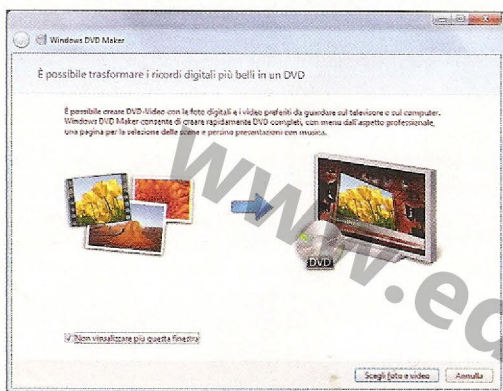 Windows DVD Maker
È possibile trasformare i ricordi digitali più belli in un DVD
È possibile creare DVD-Video con le foto digitali e i video preferiti da guardare sul televisore o sul computer.
Windows DVD Maker consente di creare rapidamente DVD completi, con menu dall'aspetto professionale,
una pagina per la selezione delle scene e persino presentazioni con musica.
DVD
www.ed
Non visualizzare più questa finestra
Scegli foto e video Annulla